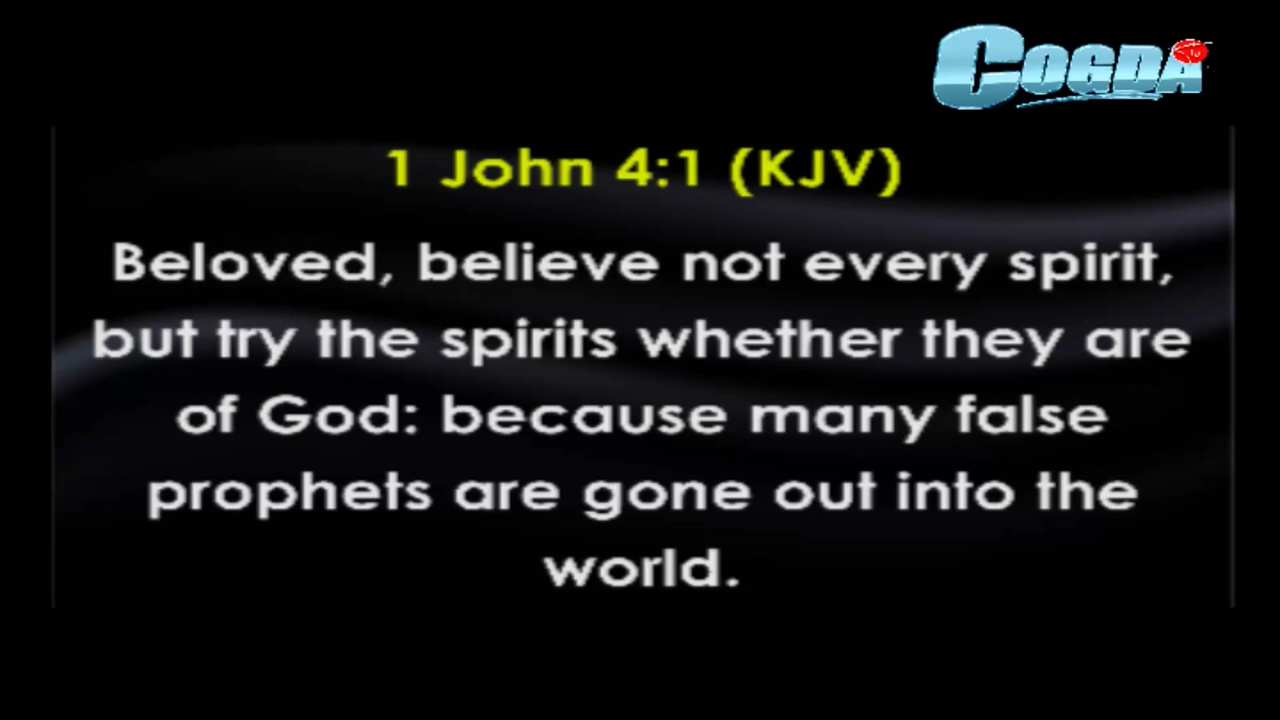 COGDA
1 John 4:1 (KJV)
Beloved, believe not every spirit,
but try the spirits whether they are
of God: because many false
prophets are gone out into the
world.